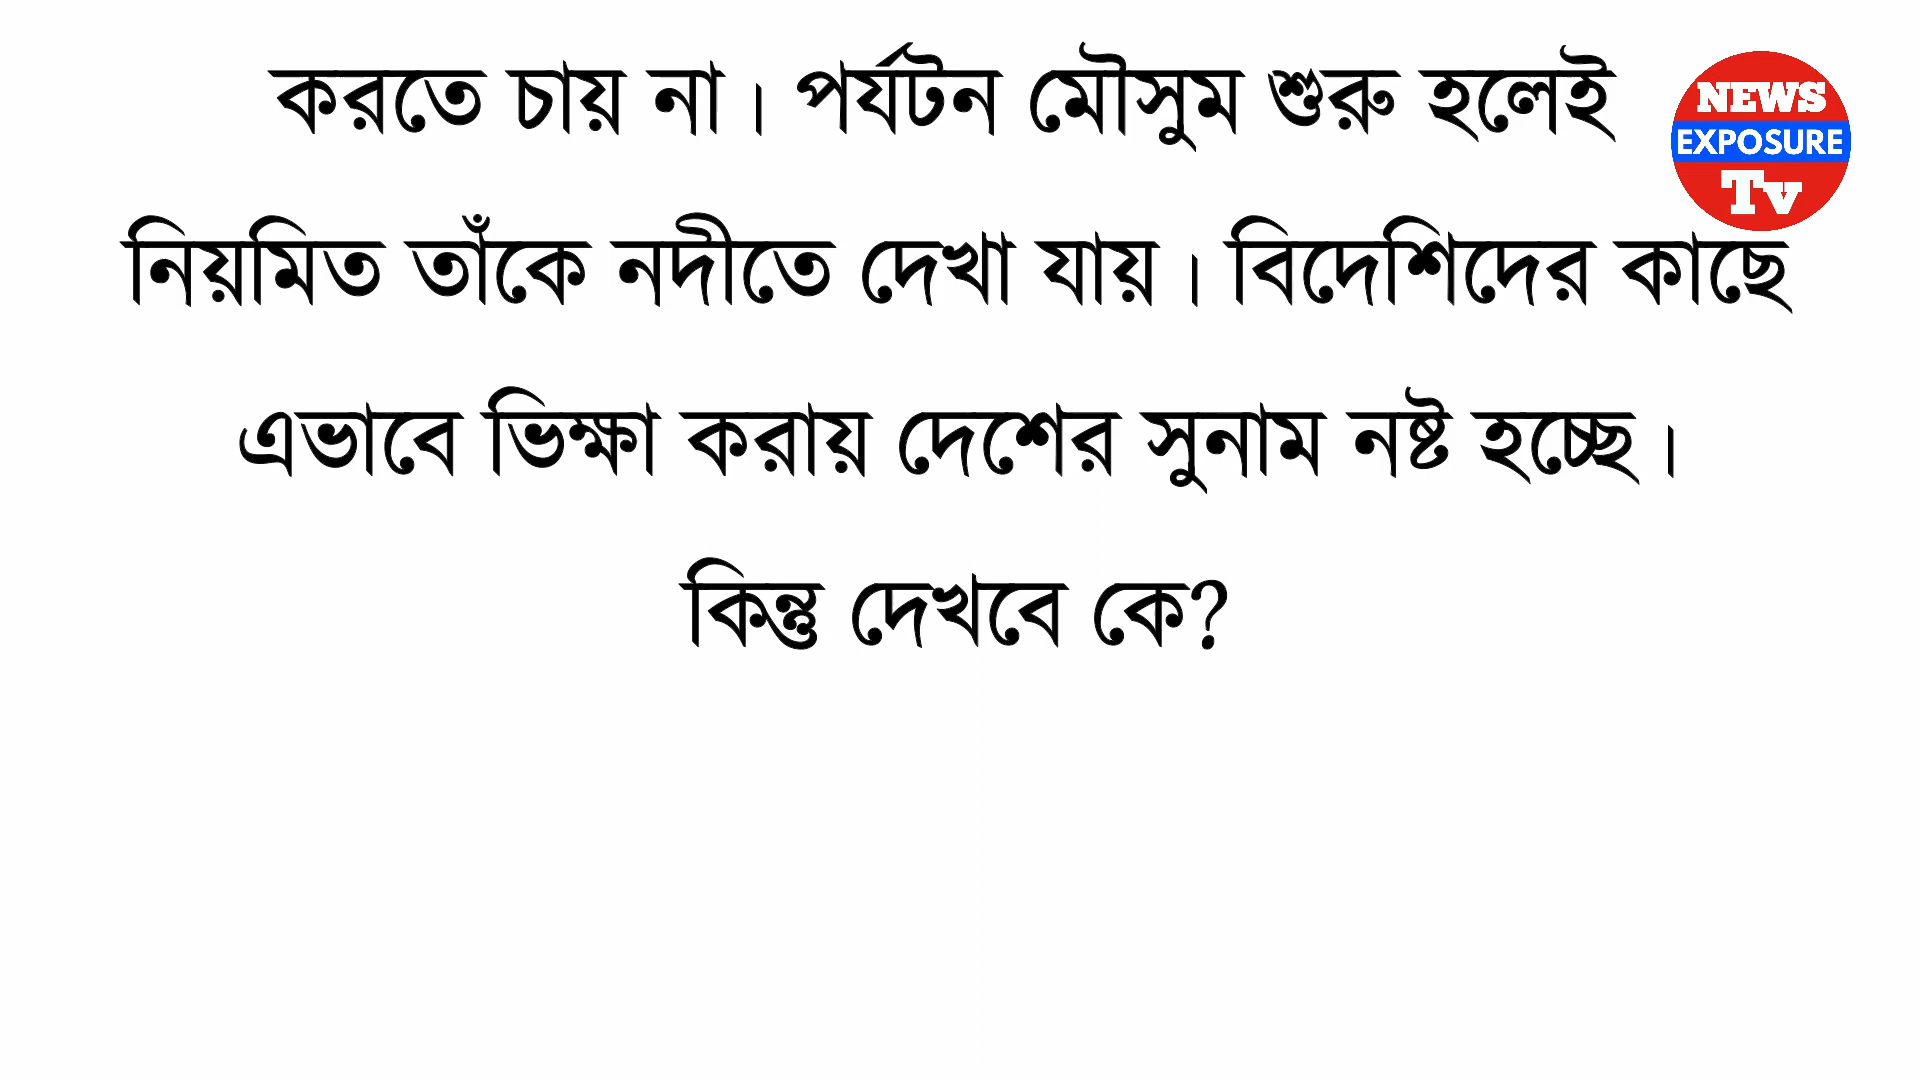 করতে চায় না। পর্যটন মৌসুম শুরু হলেই
NEWS
EXPOSURE
Tv
নিয়মিত তাঁকে নদীতে দেখা যায়। বিদেশিদের কাছে
এভাবে ভিক্ষা করায় দেশের সুনাম নষ্ট হচ্ছে।
কিন্তু দেখবে কে?